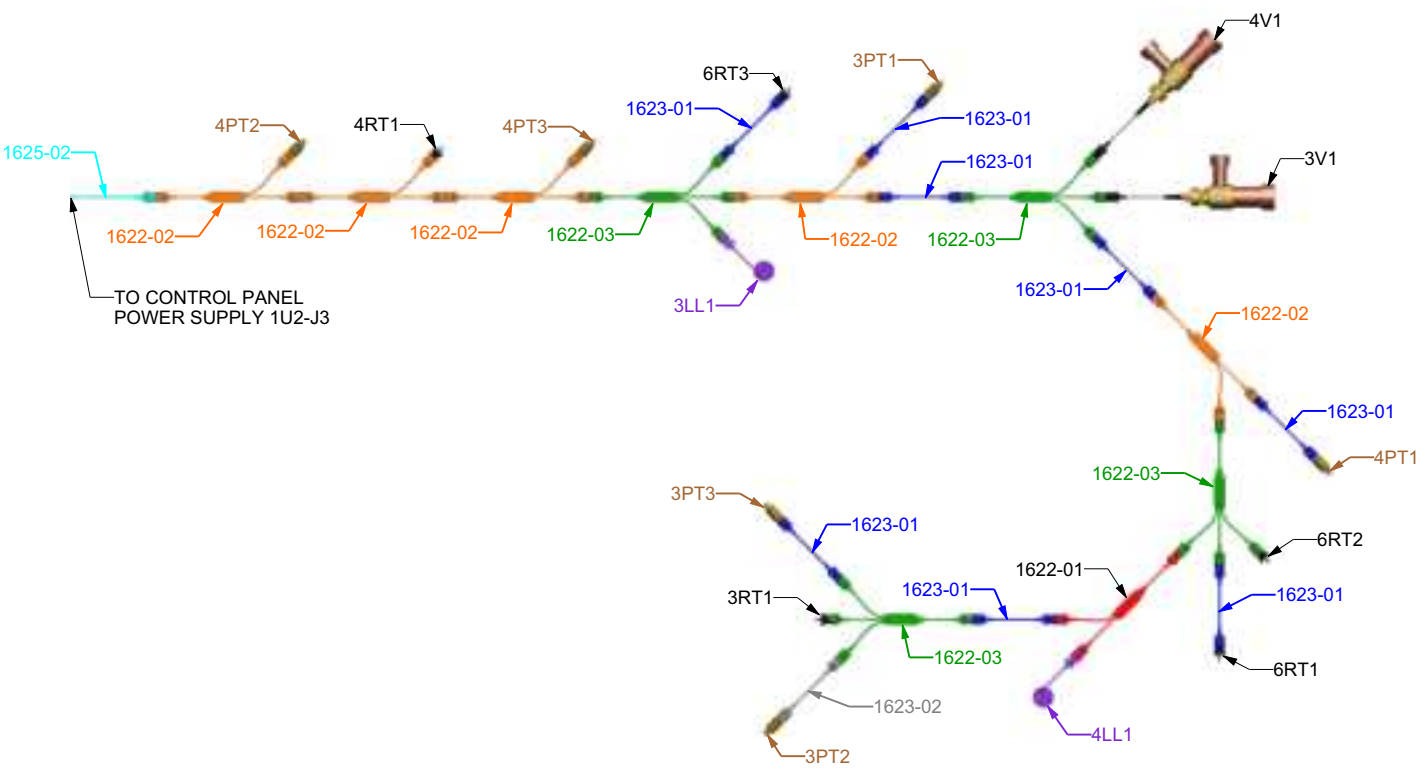 4V1
6RT3
3PT1
1623-01
1623-01
4PT2
4RT1
4PT3
1625-02
1623-01
3V1
1622-02
1622-02
1622-02
1622-03
1622-02
1622-03
1623-01
TO CONTROL PANEL
POWER SUPPLY 1U2-J3
3LL1
1622-02
1623-01
4PT1
1622-03
3PT3
1623-01
6RT2
1622-01
3RT1
1623-01
1623-01
1622-03
6RT1
1623-02
4LL1
3PT2